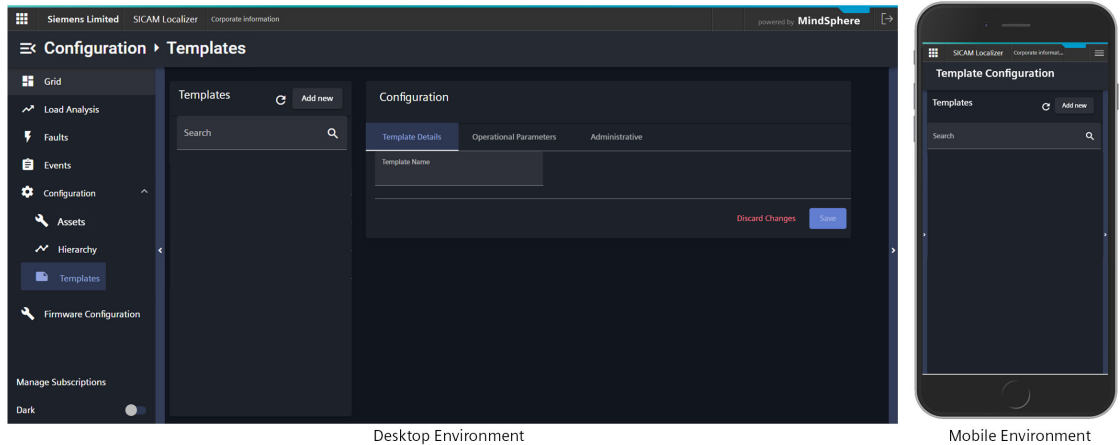 Siemens Limited SICAM Localizer Corporate information powered by MindSphere
Configuration Templates
Grid
Load Analysis
Faults
Events
Configuration
Assets
Hierarchy
Templates
Firmware Configuration
Manage Subscriptions
Dark
Templates Add new
Search
Configuration
Template Details Operational Parameters Administrative
Template Name
Discard Changes Save
Desktop Environment
SICAM Localizer Corporate informat...
Template Configuration
Templates Add new
Search
Mobile Environment